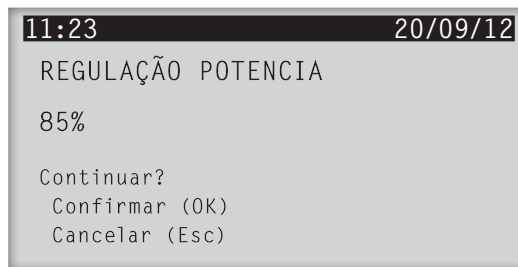 11:23 20/09/12
REGULAÇÃO POTENCIA
85%
Continuar?
Confirmar (OK)
Cancelar (Esc)